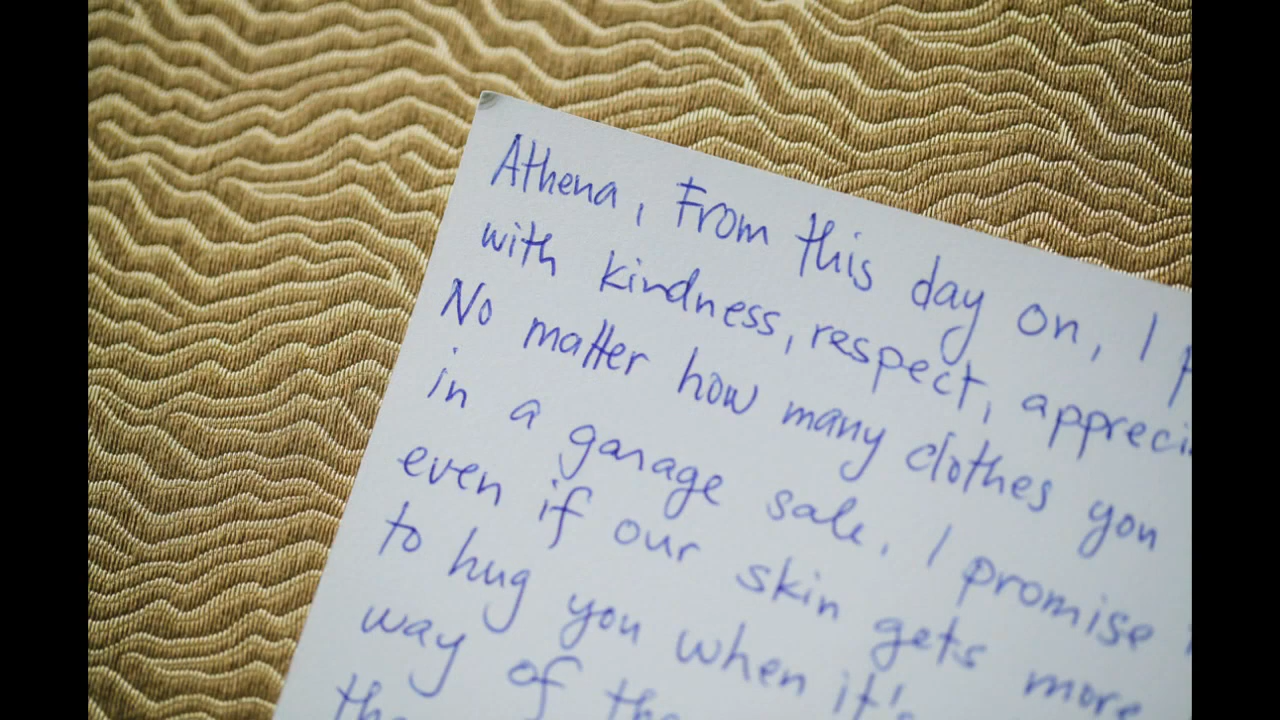 Athena, From this day on, I
with kindness, respect, appreci
No matter how many clothes you
in a garage sale. I promise
even if our skin gets more
to hug you when it's
way of the
the